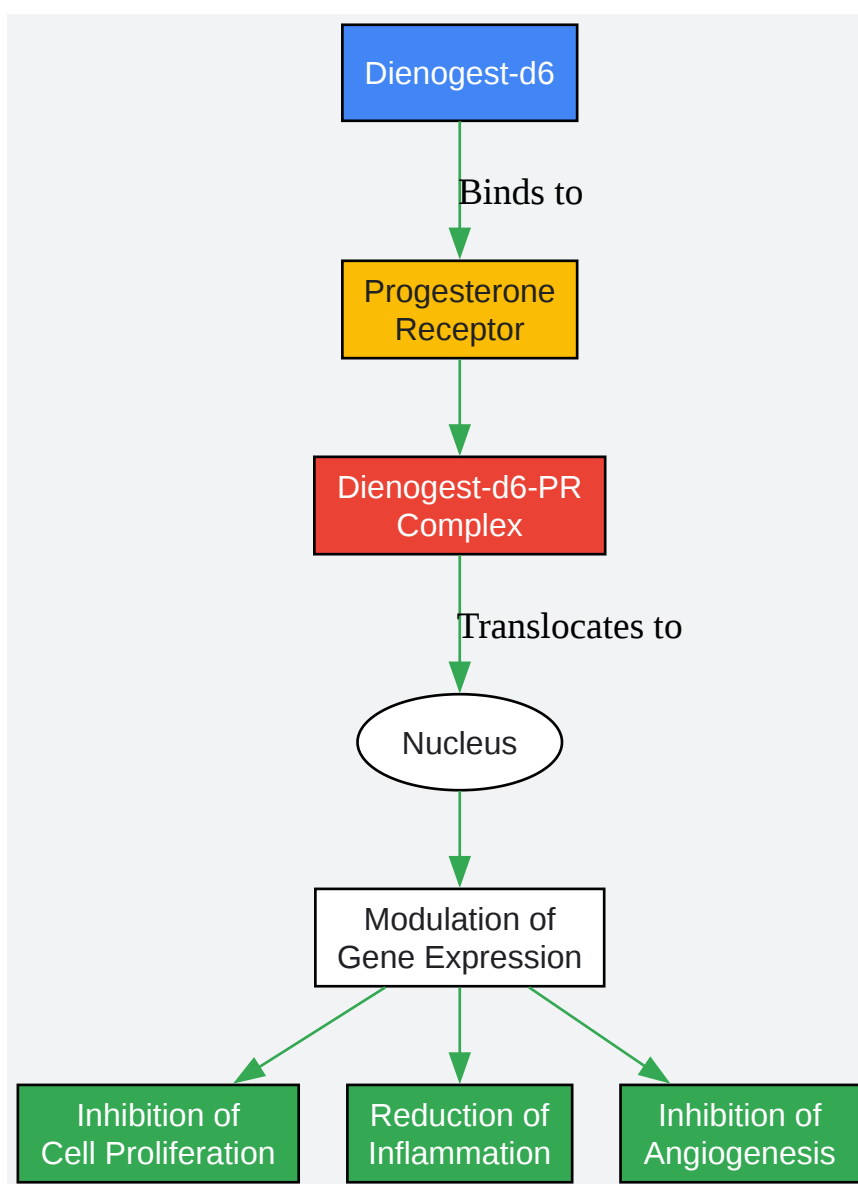 Dienogest-d6
Binds to
Progesterone
Receptor
Dienogest-d6-PR
Complex
Translocates to
Nucleus
Modulation of
Gene Expression
Inhibition of
Cell Proliferation
Reduction of
Inflammation
Inhibition of
Angiogenesis